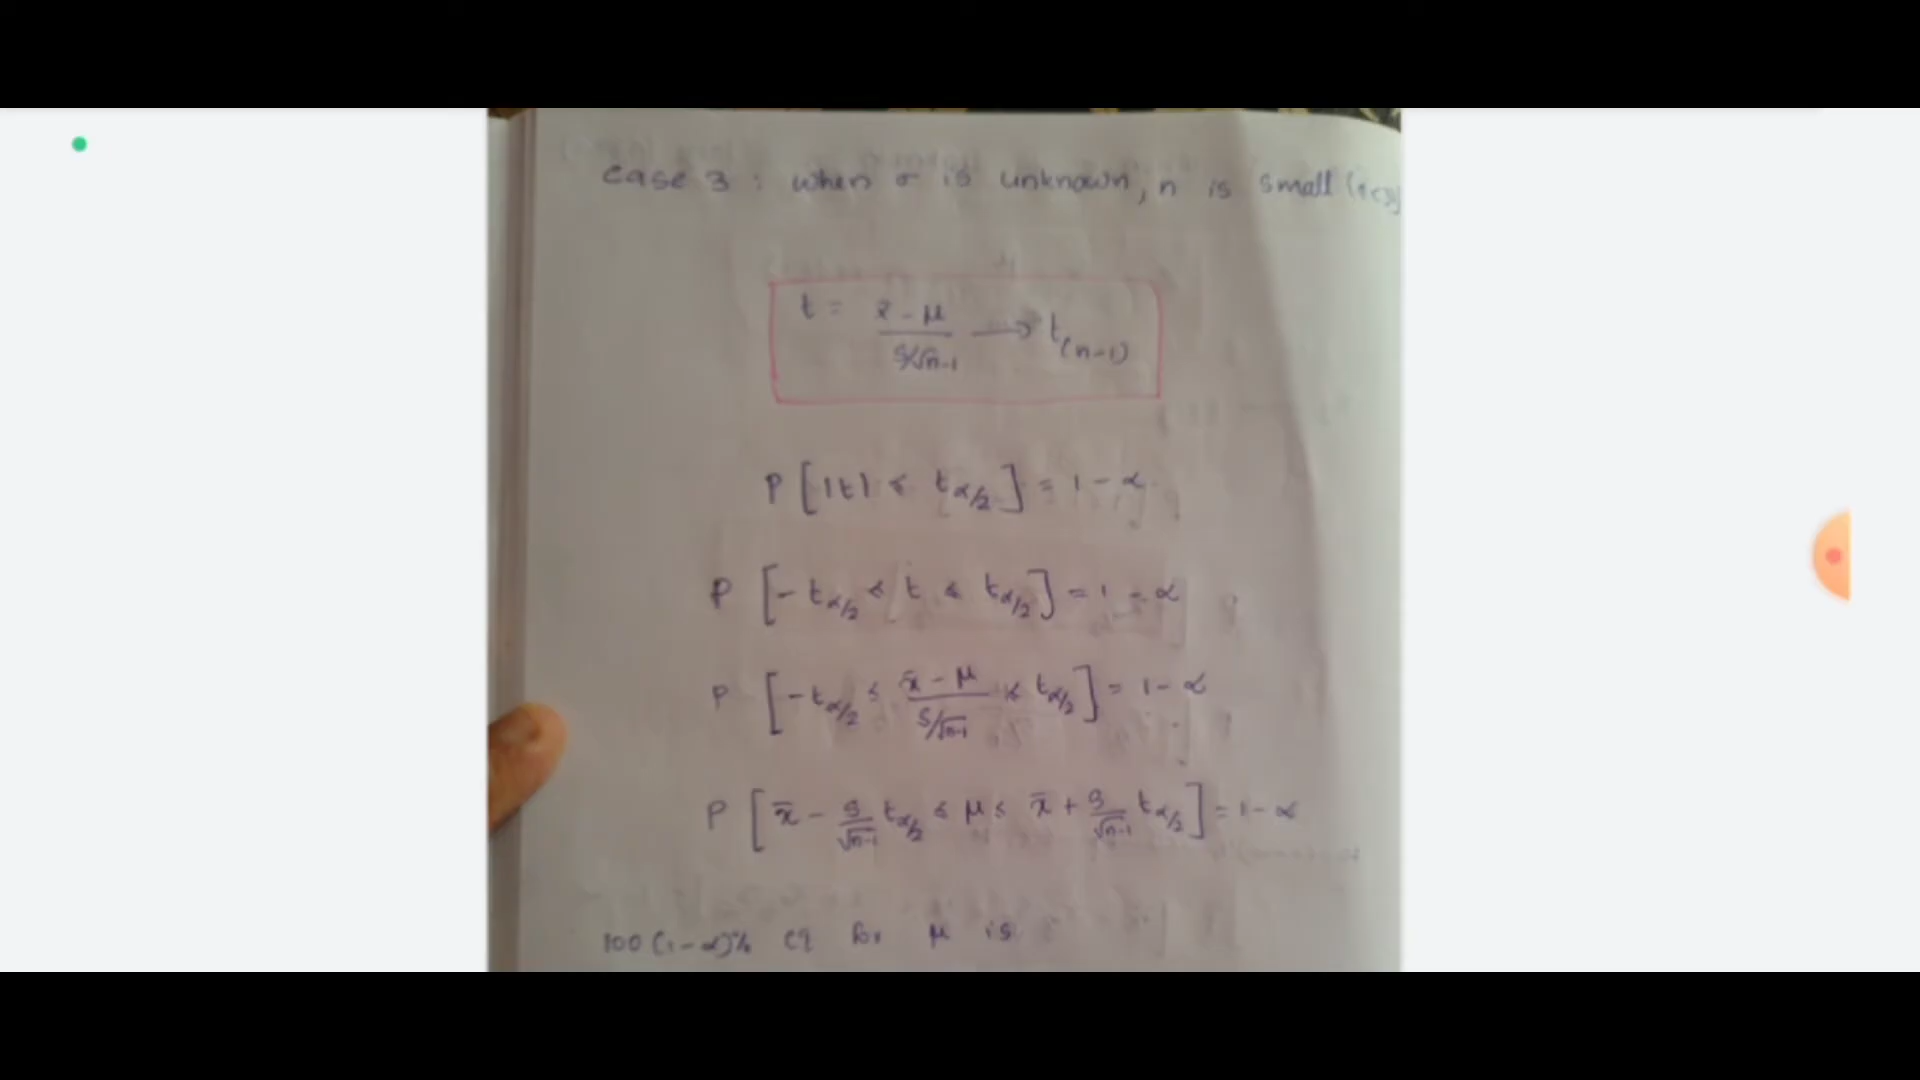 case 3 : when σ is unknown, n is small (n<30)
t = x̄ - μ / s/√n-1 → t(n-1)
P [ |t| ≤ tα/2 ] = 1 - α
P [ - tα/2 ≤ t ≤ tα/2 ] = 1 - α
P [ - tα/2 ≤ x̄ - μ / s/√n-1 ≤ tα/2 ] = 1 - α
P [ x̄ - s/√n-1 tα/2 ≤ μ ≤ x̄ + s/√n-1 tα/2 ] = 1 - α
100 (1-α)% CI for μ is